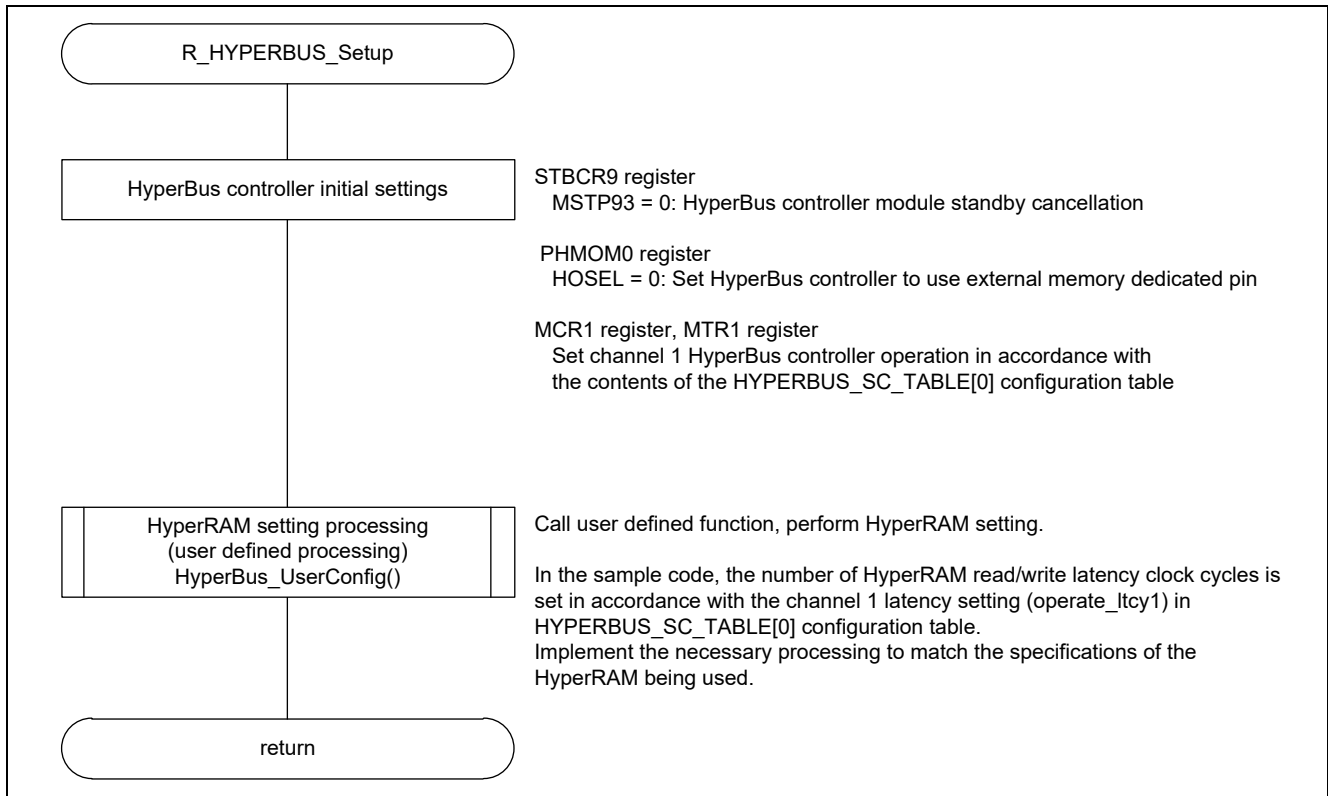 R_HYPERBUS_Setup
HyperBus controller initial settings
STBCR9 register
MSTP93 = 0: HyperBus controller module standby cancellation
PHMOM0 register
HOSEL = 0: Set HyperBus controller to use external memory dedicated pin
MCR1 register, MTR1 register
Set channel 1 HyperBus controller operation in accordance with
the contents of the HYPERBUS_SC_TABLE[0] configuration table
HyperRAM setting processing
(user defined processing)
HyperBus_UserConfig()
Call user defined function, perform HyperRAM setting.
In the sample code, the number of HyperRAM read/write latency clock cycles is
set in accordance with the channel 1 latency setting (operate_ltcy1) in
HYPERBUS_SC_TABLE[0] configuration table.
Implement the necessary processing to match the specifications of the
HyperRAM being used.
return